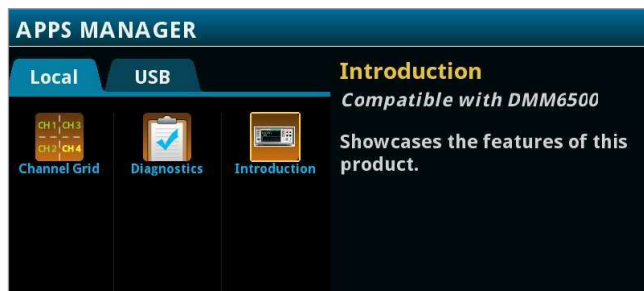 APPS MANAGER
Local
USB
CH1 CH3
CH2 CH4
Channel Grid
Diagnostics
Introduction
Introduction
Compatible with DMM6500
Showcases the features of this
product.